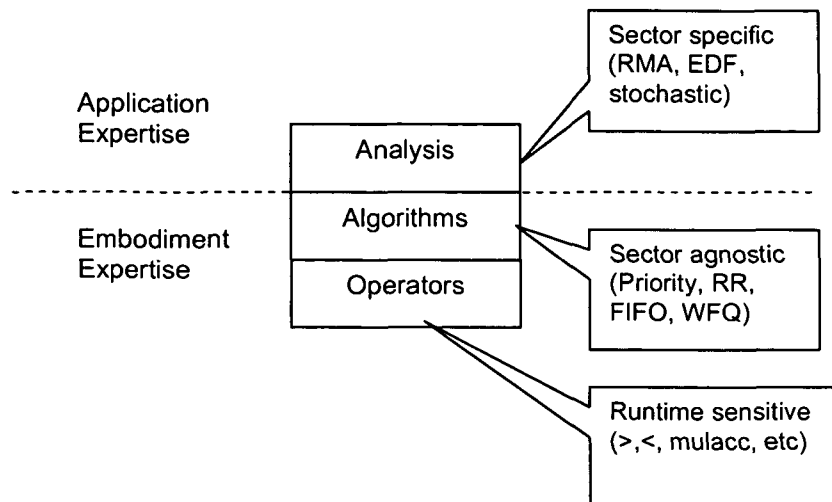 Sector specific
(RMA, EDF,
stochastic)
Application
Expertise
Analysis
Embodiment
Expertise
Algorithms
Sector agnostic
(Priority, RR,
FIFO, WFQ)
Operators
Runtime sensitive
(>,<, mulacc, etc)